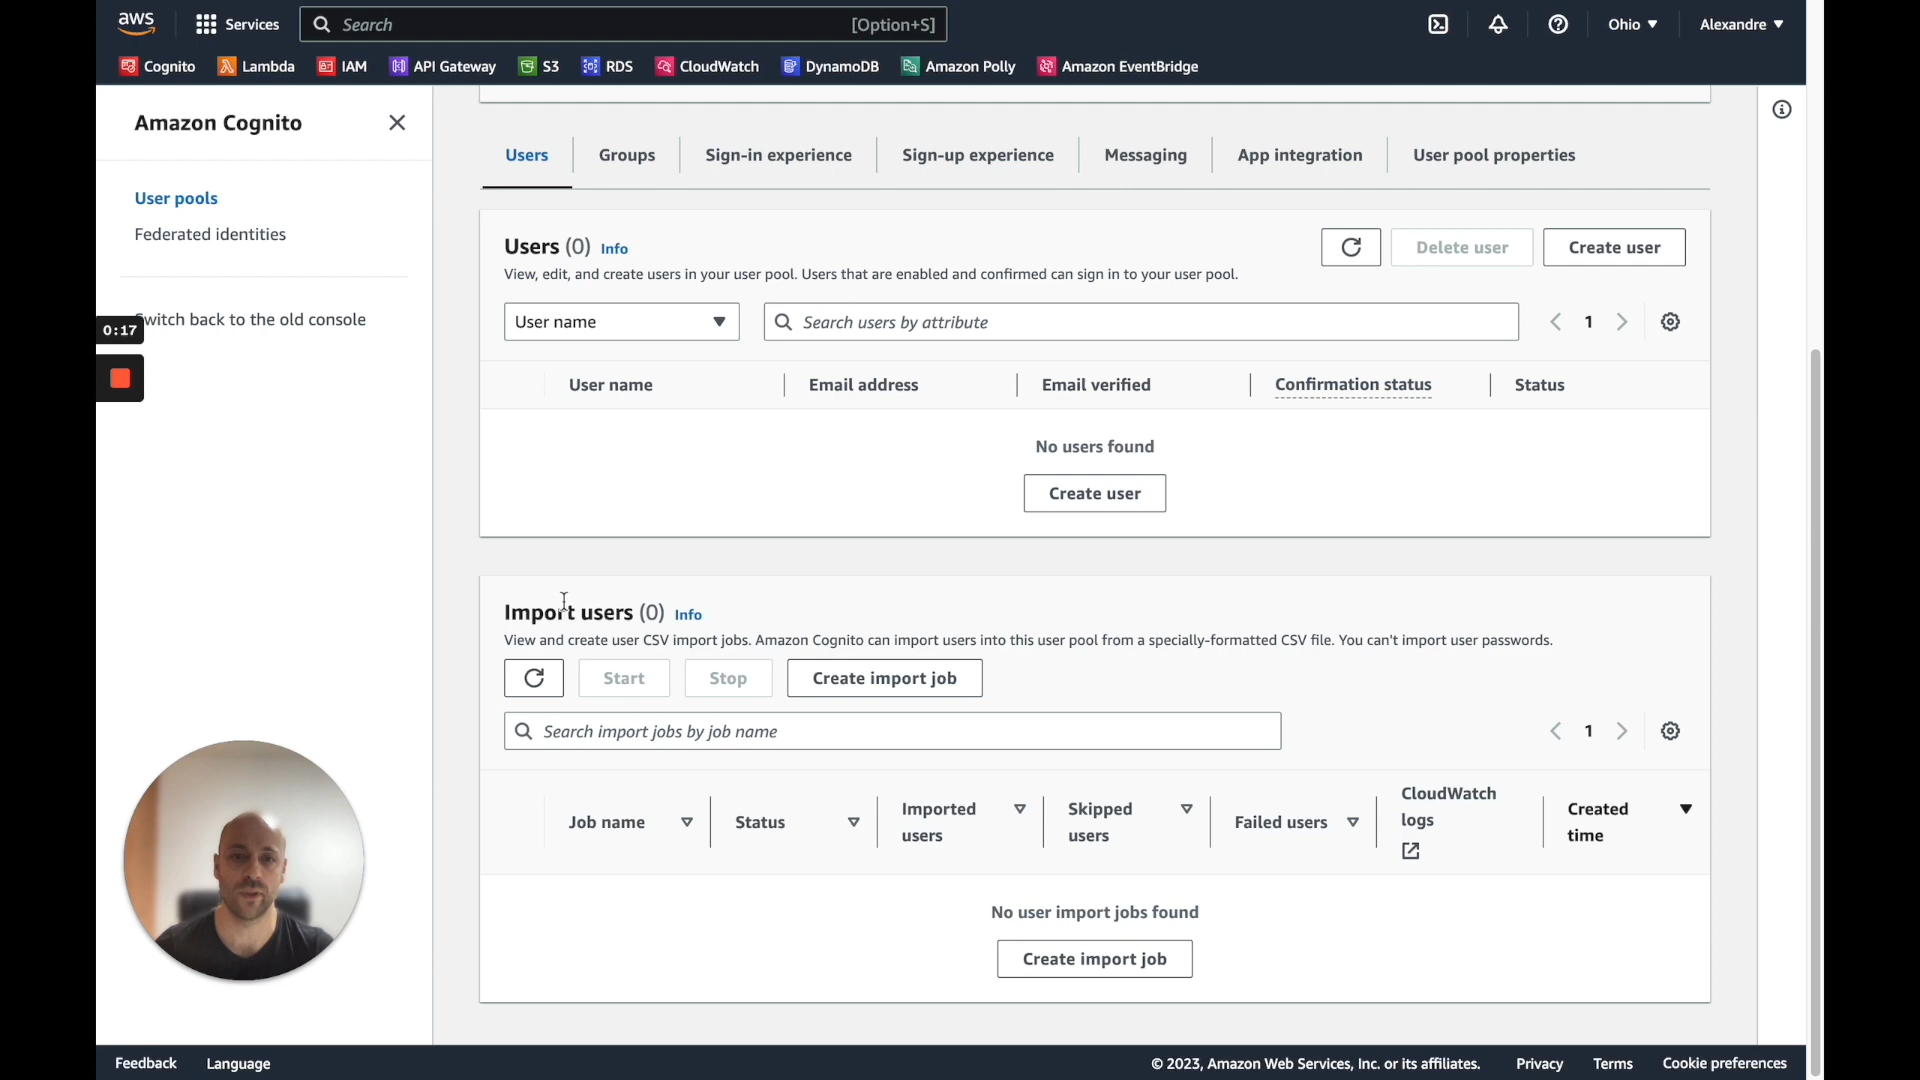 aws
Services
Search
[Option+S]
Ohio
Alexandre
Cognito
Lambda
IAM
API Gateway
S3
RDS
CloudWatch
DynamoDB
Amazon Polly
Amazon EventBridge
Amazon Cognito
User pools
Federated identities
Switch back to the old console
0:17
Users
Groups
Sign-in experience
Sign-up experience
Messaging
App integration
User pool properties
Users (0) Info
View, edit, and create users in your user pool. Users that are enabled and confirmed can sign in to your user pool.
Delete user
Create user
User name
Search users by attribute
1
User name
Email address
Email verified
Confirmation status
Status
No users found
Create user
Import users (0) Info
View and create user CSV import jobs. Amazon Cognito can import users into this user pool from a specially-formatted CSV file. You can't import user passwords.
Start
Stop
Create import job
Search import jobs by job name
1
Job name
Status
Imported
users
Skipped
users
Failed users
CloudWatch
logs
Created
time
No user import jobs found
Create import job
Feedback
Language
© 2023, Amazon Web Services, Inc. or its affiliates.
Privacy
Terms
Cookie preferences